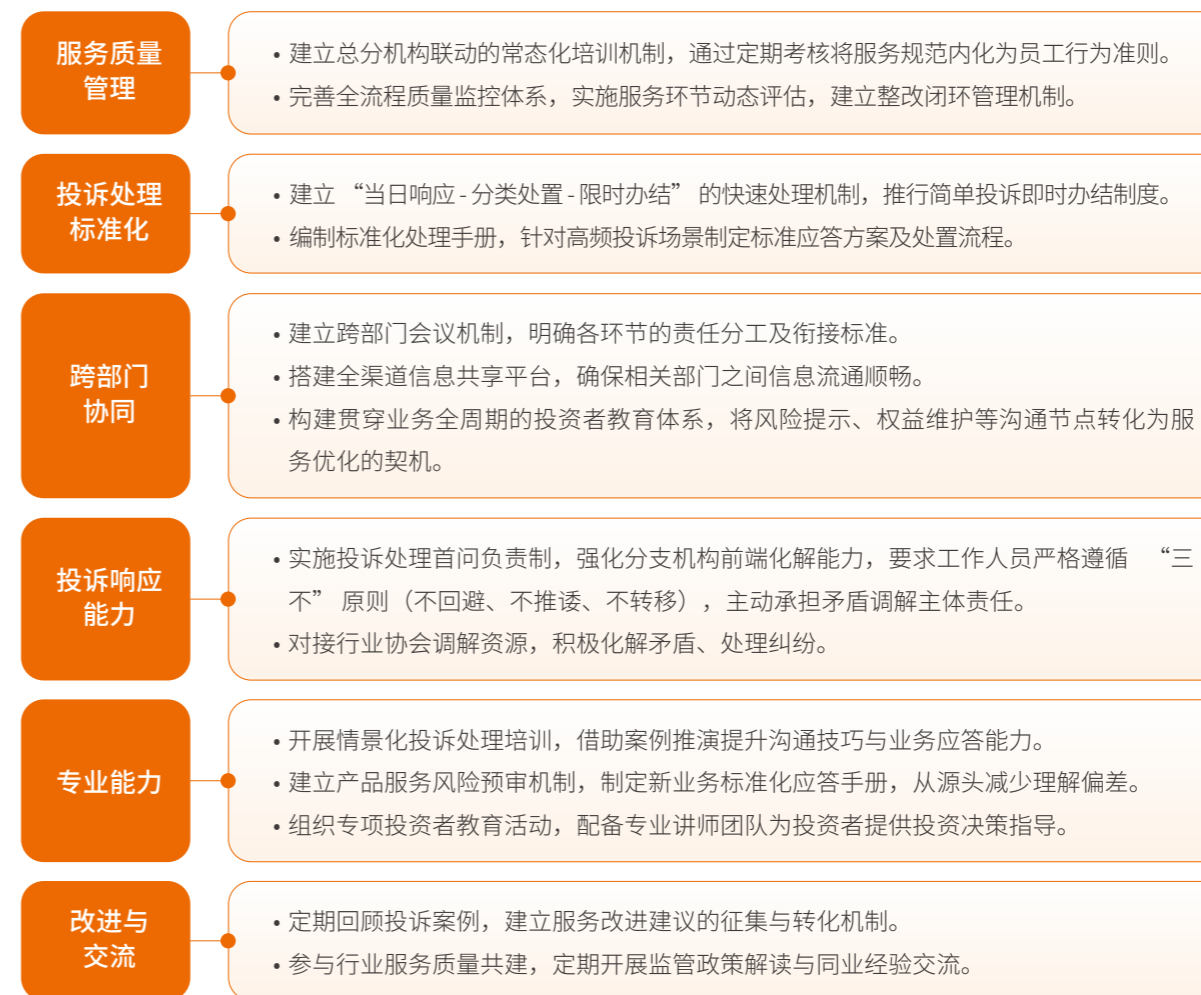 服务质量
管理
• 建立总分机构联动的常态化培训机制，通过定期考核将服务规范内化为员工行为准则。
• 完善全流程质量监控体系，实施服务环节动态评估，建立整改闭环管理机制。
投诉处理
标准化
• 建立 “当日响应 - 分类处置 - 限时办结” 的快速处理机制，推行简单投诉即时办结制度。
• 编制标准化处理手册，针对高频投诉场景制定标准应答方案及处置流程。
跨部门
协同
• 建立跨部门会议机制，明确各环节的责任分工及衔接标准。
• 搭建全渠道信息共享平台，确保相关部门之间信息流通顺畅。
• 构建贯穿业务全周期的投资者教育体系，将风险提示、权益维护等沟通节点转化为服
务优化的契机。
投诉响应
能力
• 实施投诉处理首问负责制，强化分支机构前端化解能力，要求工作人员严格遵循 “三
不” 原则（不回避、不推诿、不转移），主动承担矛盾调解主体责任。
• 对接行业协会调解资源，积极化解矛盾、处理纠纷。
专业能力
• 开展情景化投诉处理培训，借助案例推演提升沟通技巧与业务应答能力。
• 建立产品服务风险预审机制，制定新业务标准化应答手册，从源头减少理解偏差。
• 组织专项投资者教育活动，配备专业讲师团队为投资者提供投资决策指导。
改进与
交流
• 定期回顾投诉案例，建立服务改进建议的征集与转化机制。
• 参与行业服务质量共建，定期开展监管政策解读与同业经验交流。